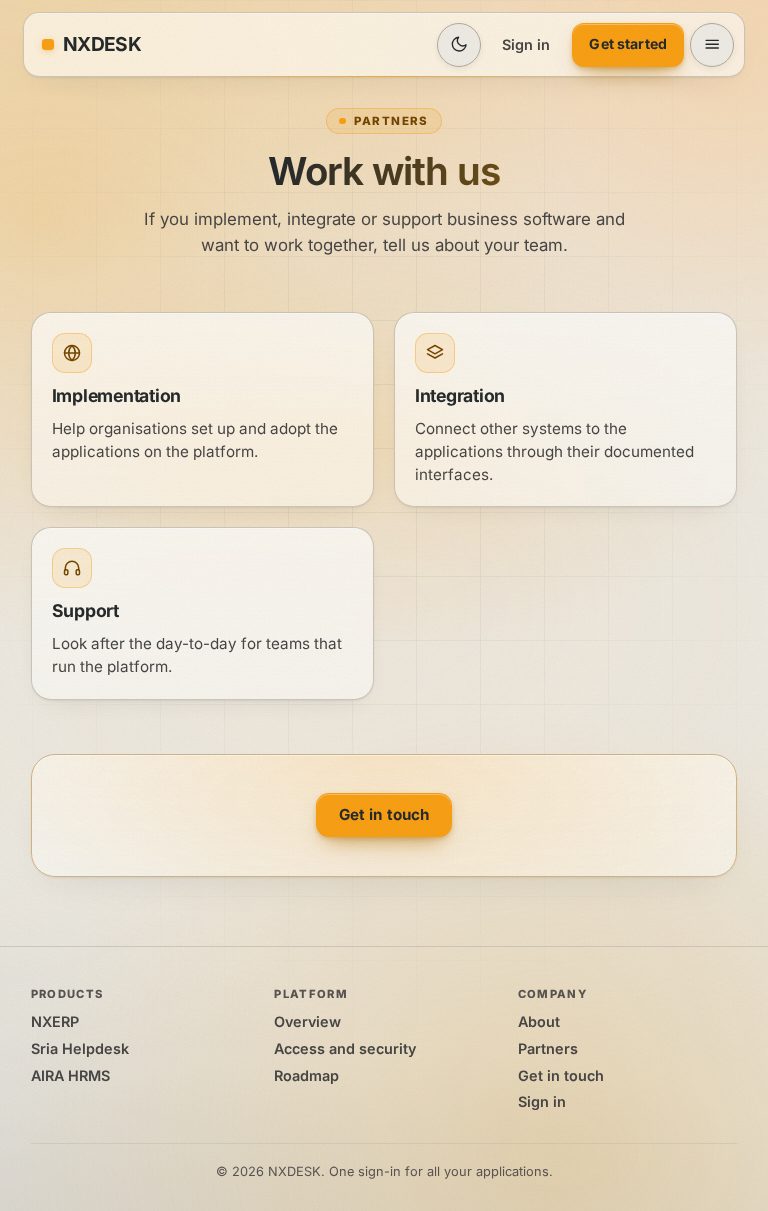 NXDESK
Sign in
Get started
PARTNERS
Work with us
If you implement, integrate or support business software and
want to work together, tell us about your team.
Implementation
Help organisations set up and adopt the
applications on the platform.
Integration
Connect other systems to the
applications through their documented
interfaces.
Support
Look after the day-to-day for teams that
run the platform.
Get in touch
PRODUCTS
NXERP
Sria Helpdesk
AIRA HRMS
PLATFORM
Overview
Access and security
Roadmap
COMPANY
About
Partners
Get in touch
Sign in
© 2026 NXDESK. One sign-in for all your applications.